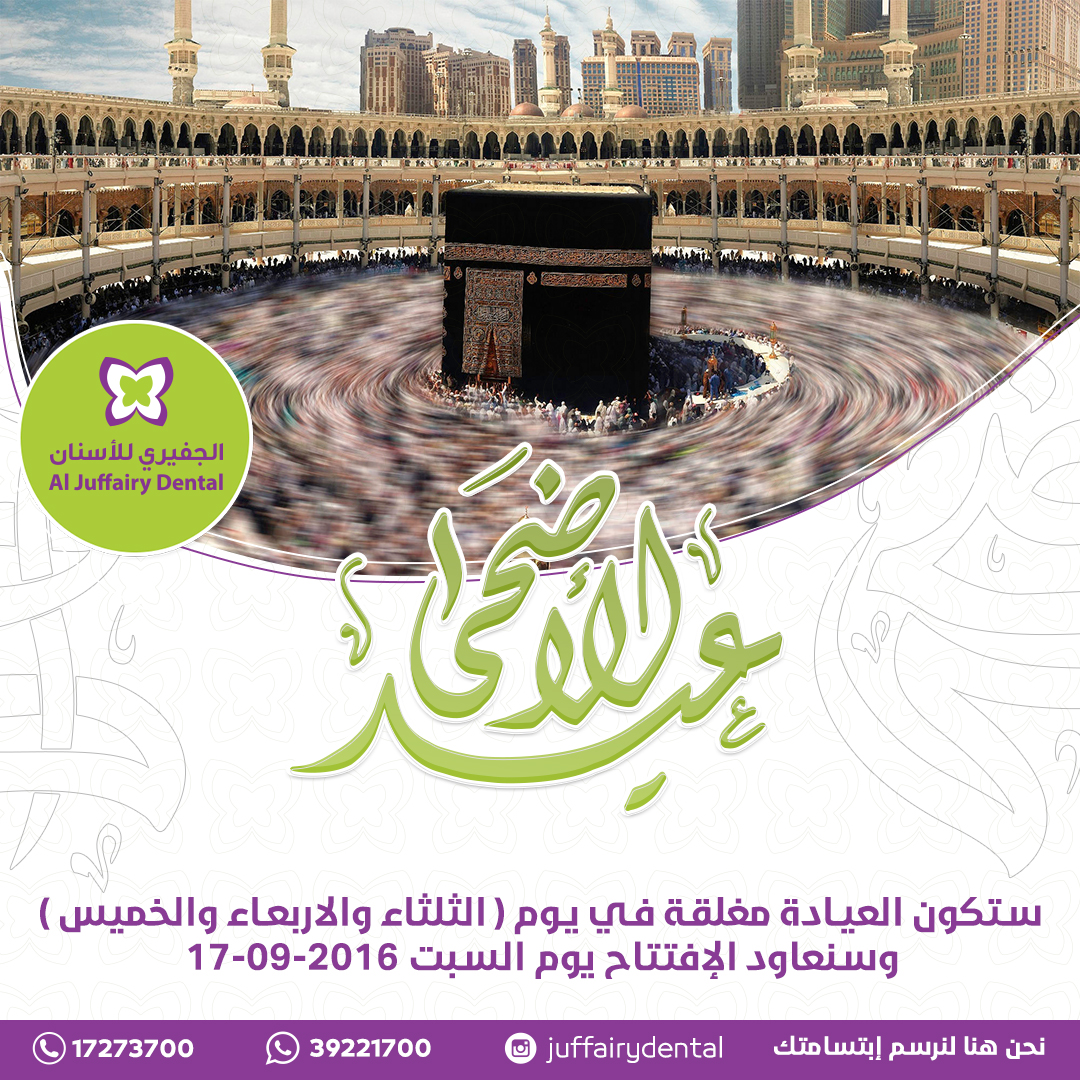 الجفيري للأسنان
Al Juffairy Dental
عيد الأضحى
ستكون العيادة مغلقة في يوم ( الثلثاء والاربعاء والخميس )
وسنعاود الإفتتاح يوم السبت 2016-09-17
نحن هنا لنرسم إبتسامتك
juffairydental
39221700
17273700